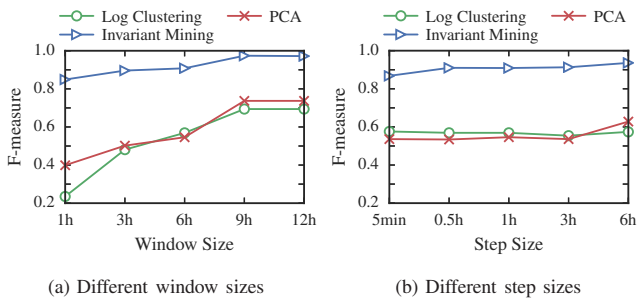 Log Clustering
PCA
Invariant Mining
1.0
0.8
0.6
0.4
0.2
F-measure
1h
3h
6h
9h
12h
Window Size
(a) Different window sizes
Log Clustering
PCA
Invariant Mining
1.0
0.8
0.6
0.4
0.2
F-measure
5min
0.5h
1h
3h
6h
Step Size
(b) Different step sizes